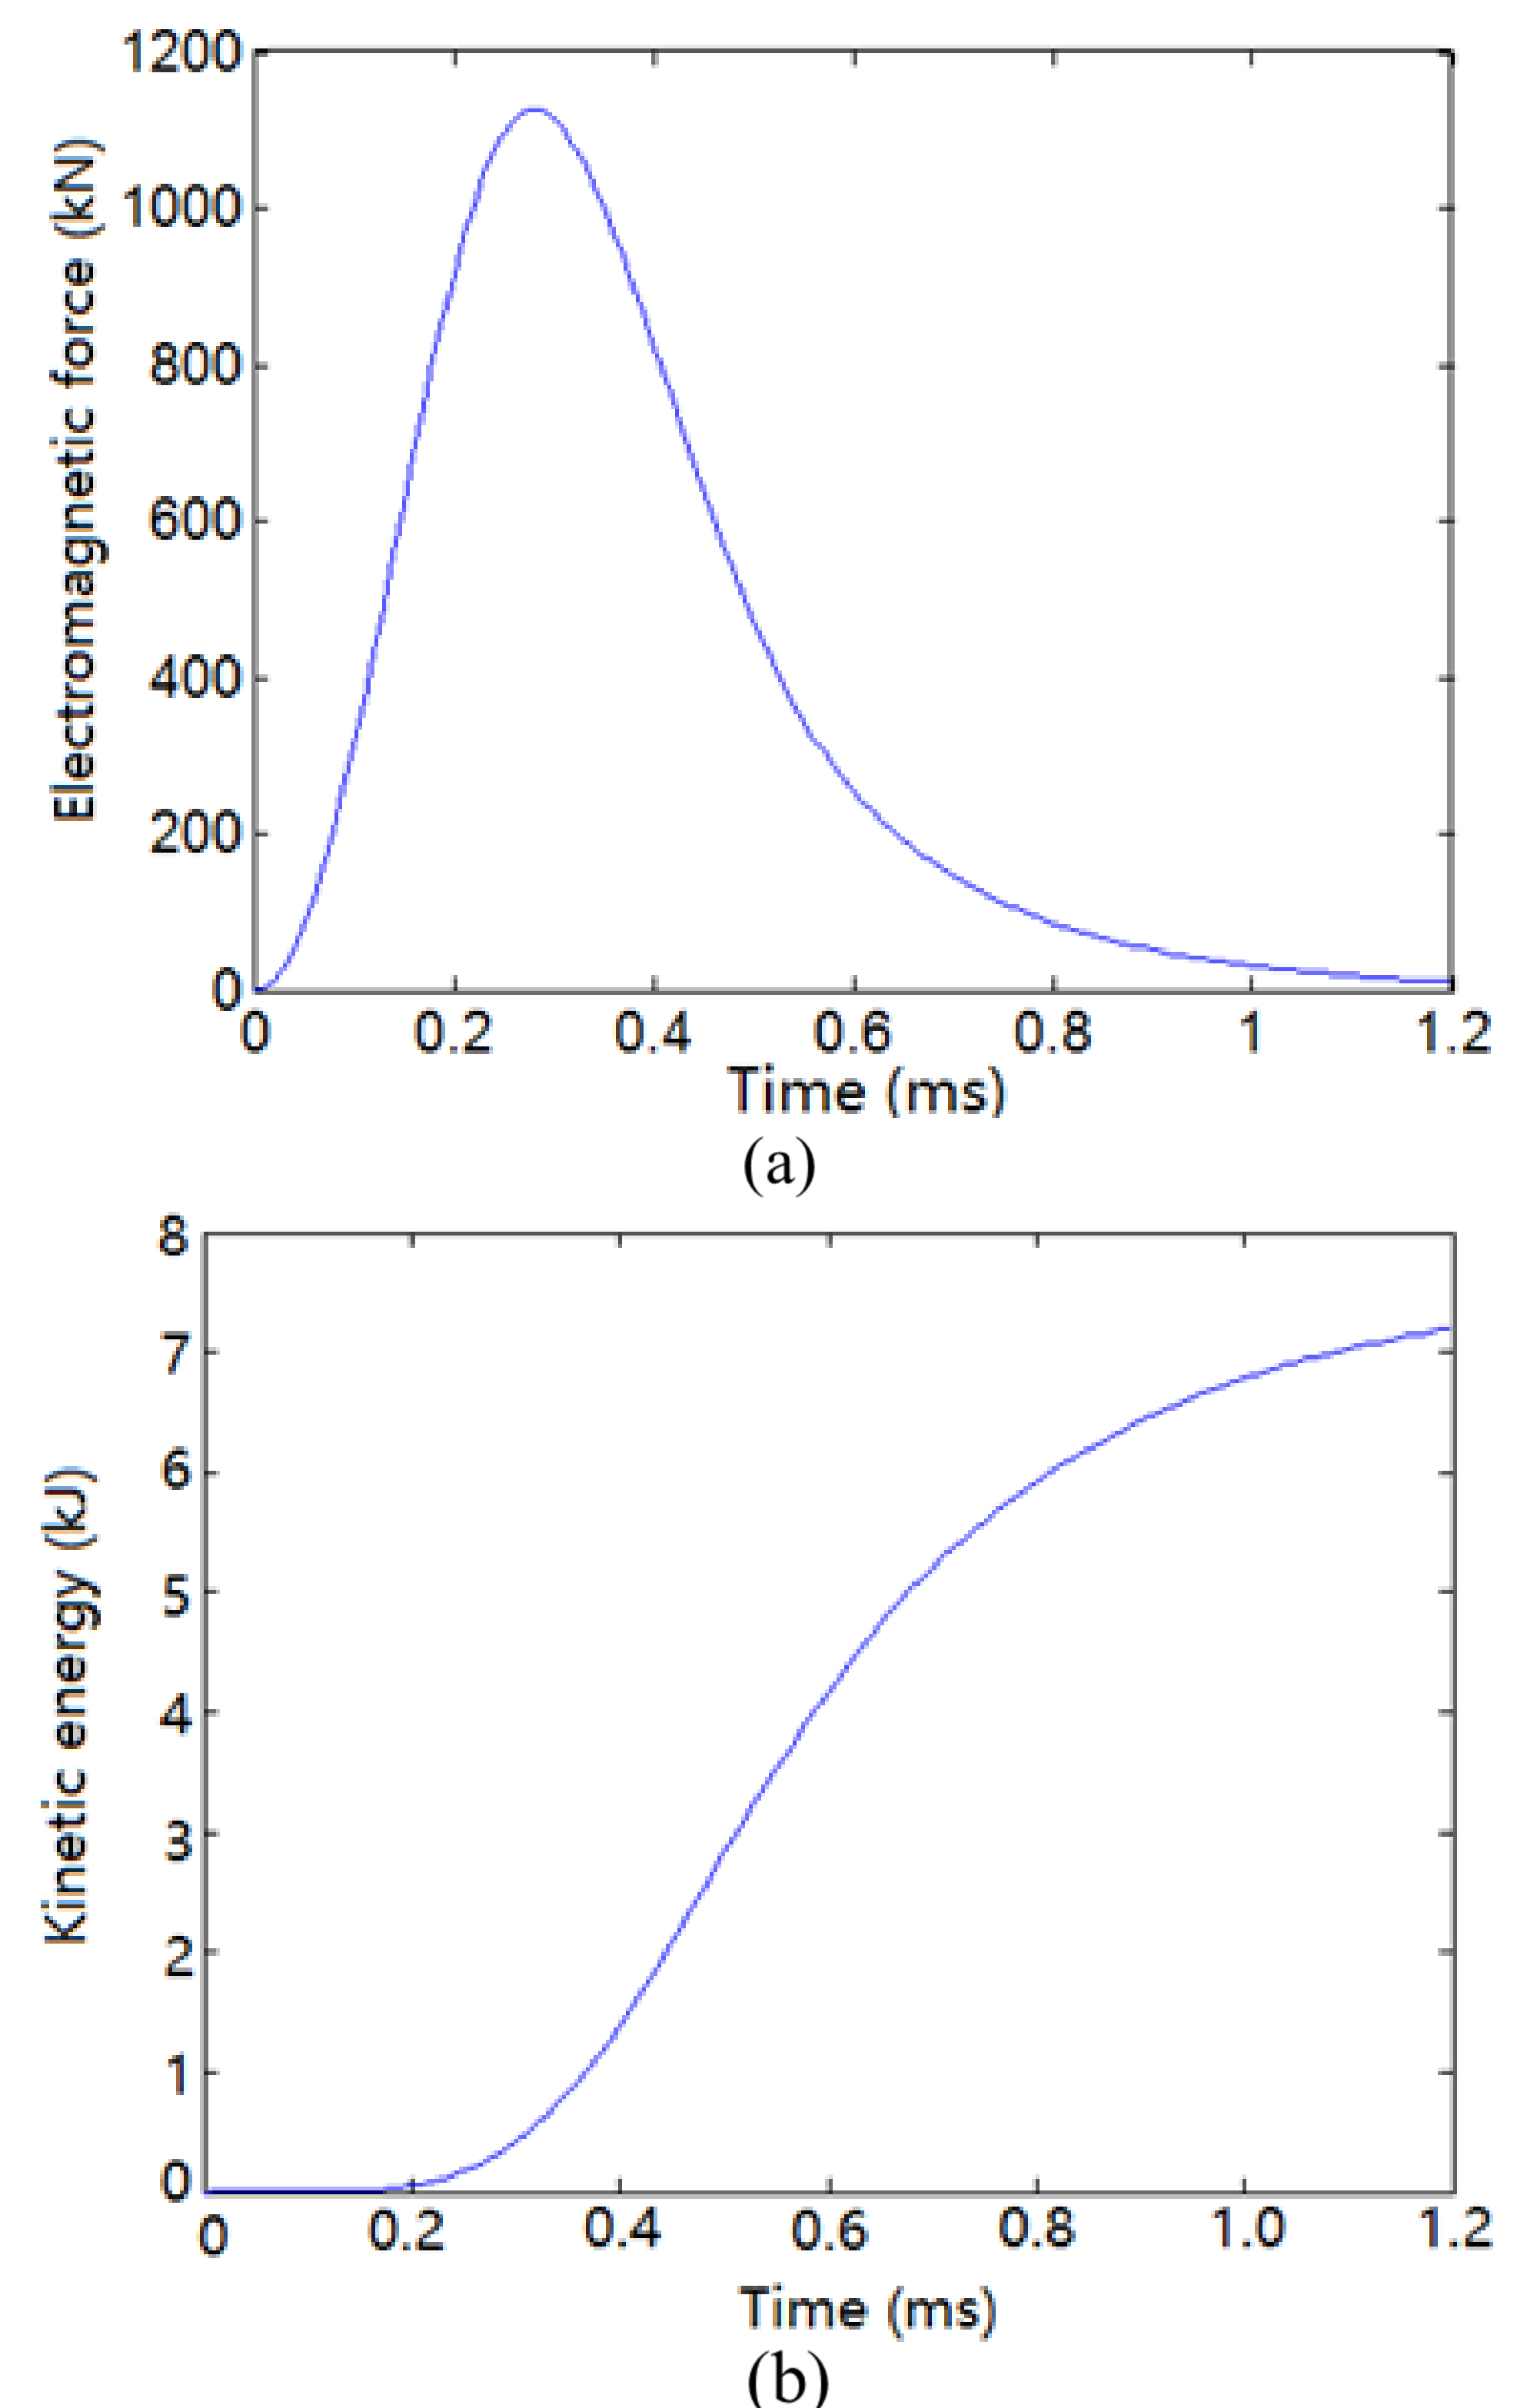 1200
1000
800
600
400
200
0
Electromagnetic force (kN)
0 0.2 0.4 0.6 0.8 1 1.2
Time (ms)
(a)
8
7
6
5
4
3
2
1
0
Kinetic energy (kJ)
0 0.2 0.4 0.6 0.8 1.0 1.2
Time (ms)
(b)